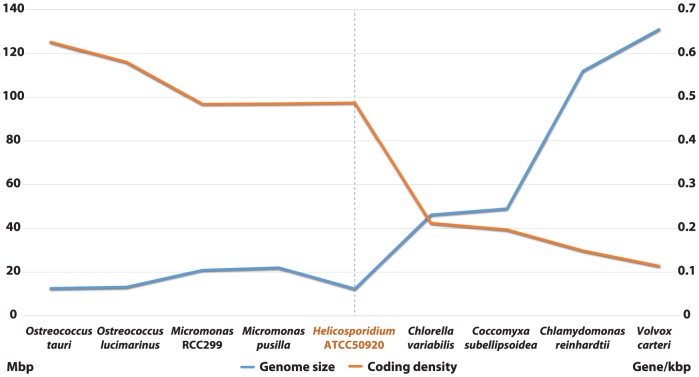 140 0.7
120 0.6
100 0.5
80 0.4
60 0.3
40 0.2
20 0.1
0 0
Ostreococcus Ostreococcus Micromonas Micromonas Helicosporidium Chlorella Coccomyxa Chlamydomonas Volvox
tauri lucimarinus RCC299 pusilla ATCC50920 variabilis subellipsoidea reinhardtii carteri
Mbp Genome size Coding density Gene/kbp